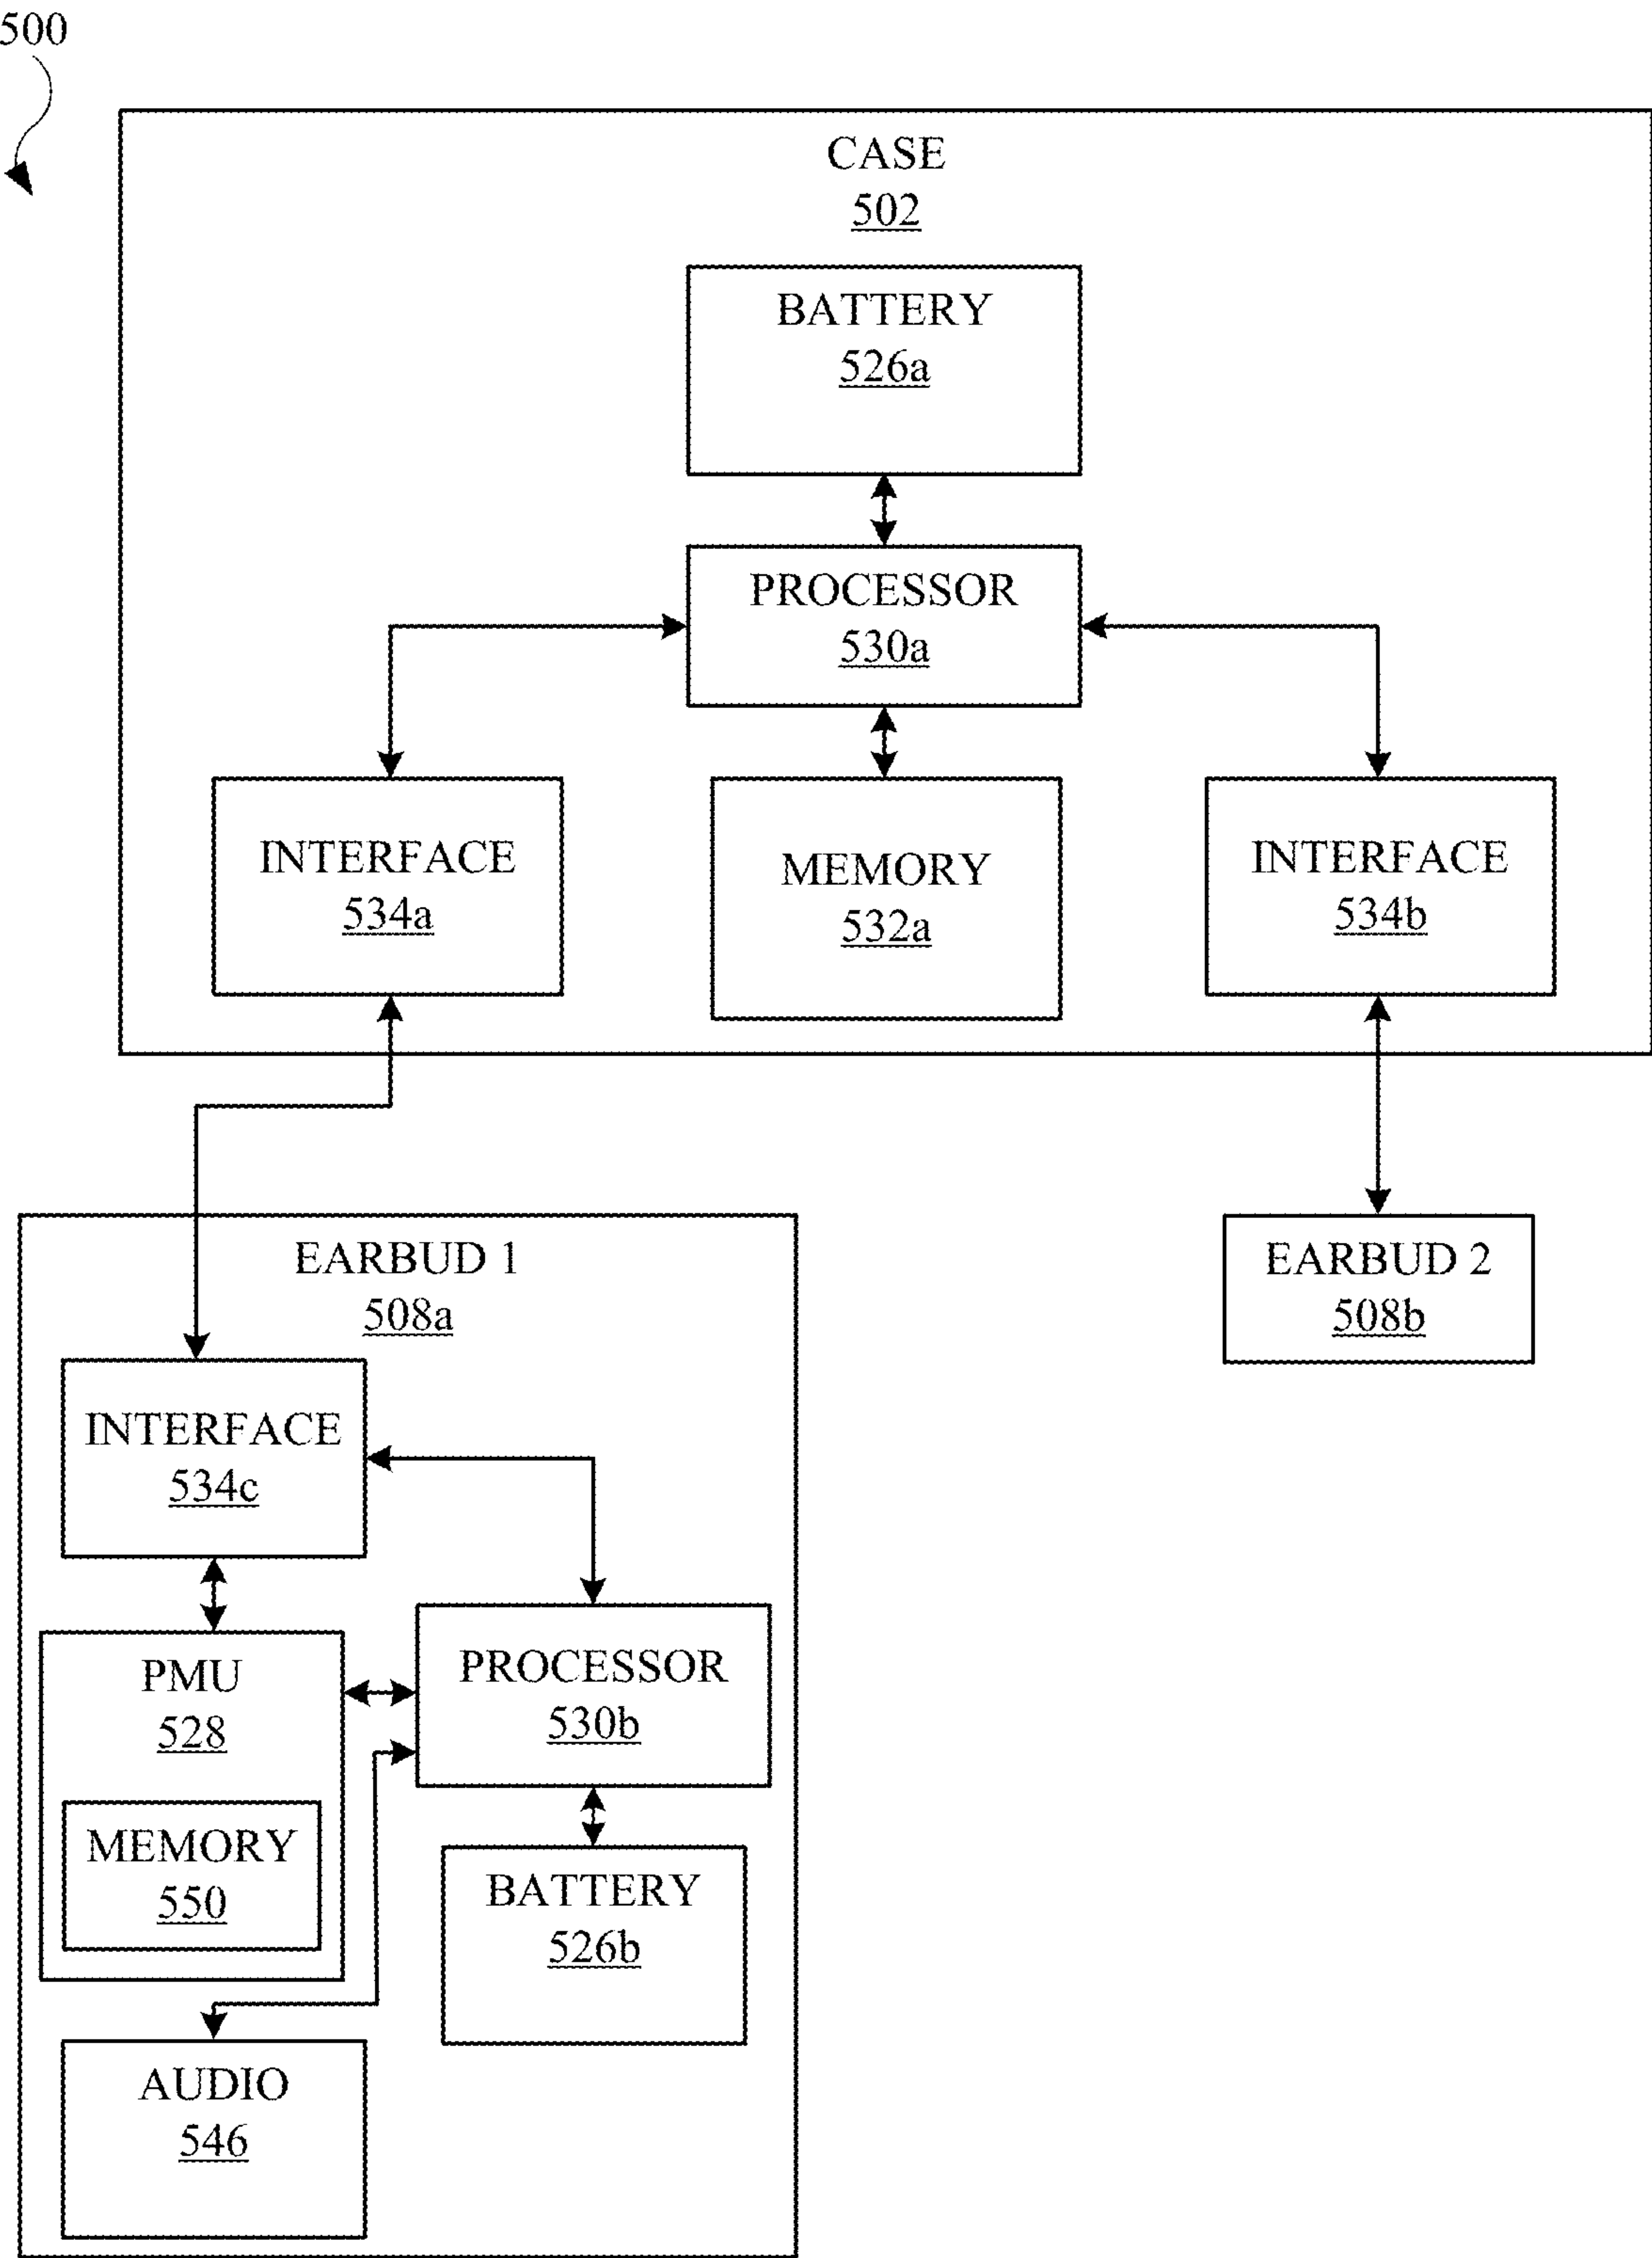 500
CASE
502
BATTERY
526a
PROCESSOR
530a
INTERFACE
534a
MEMORY
532a
INTERFACE
534b
EARBUD 1
508a
EARBUD 2
508b
INTERFACE
534c
PMU
528
PROCESSOR
530b
MEMORY
550
BATTERY
526b
AUDIO
546